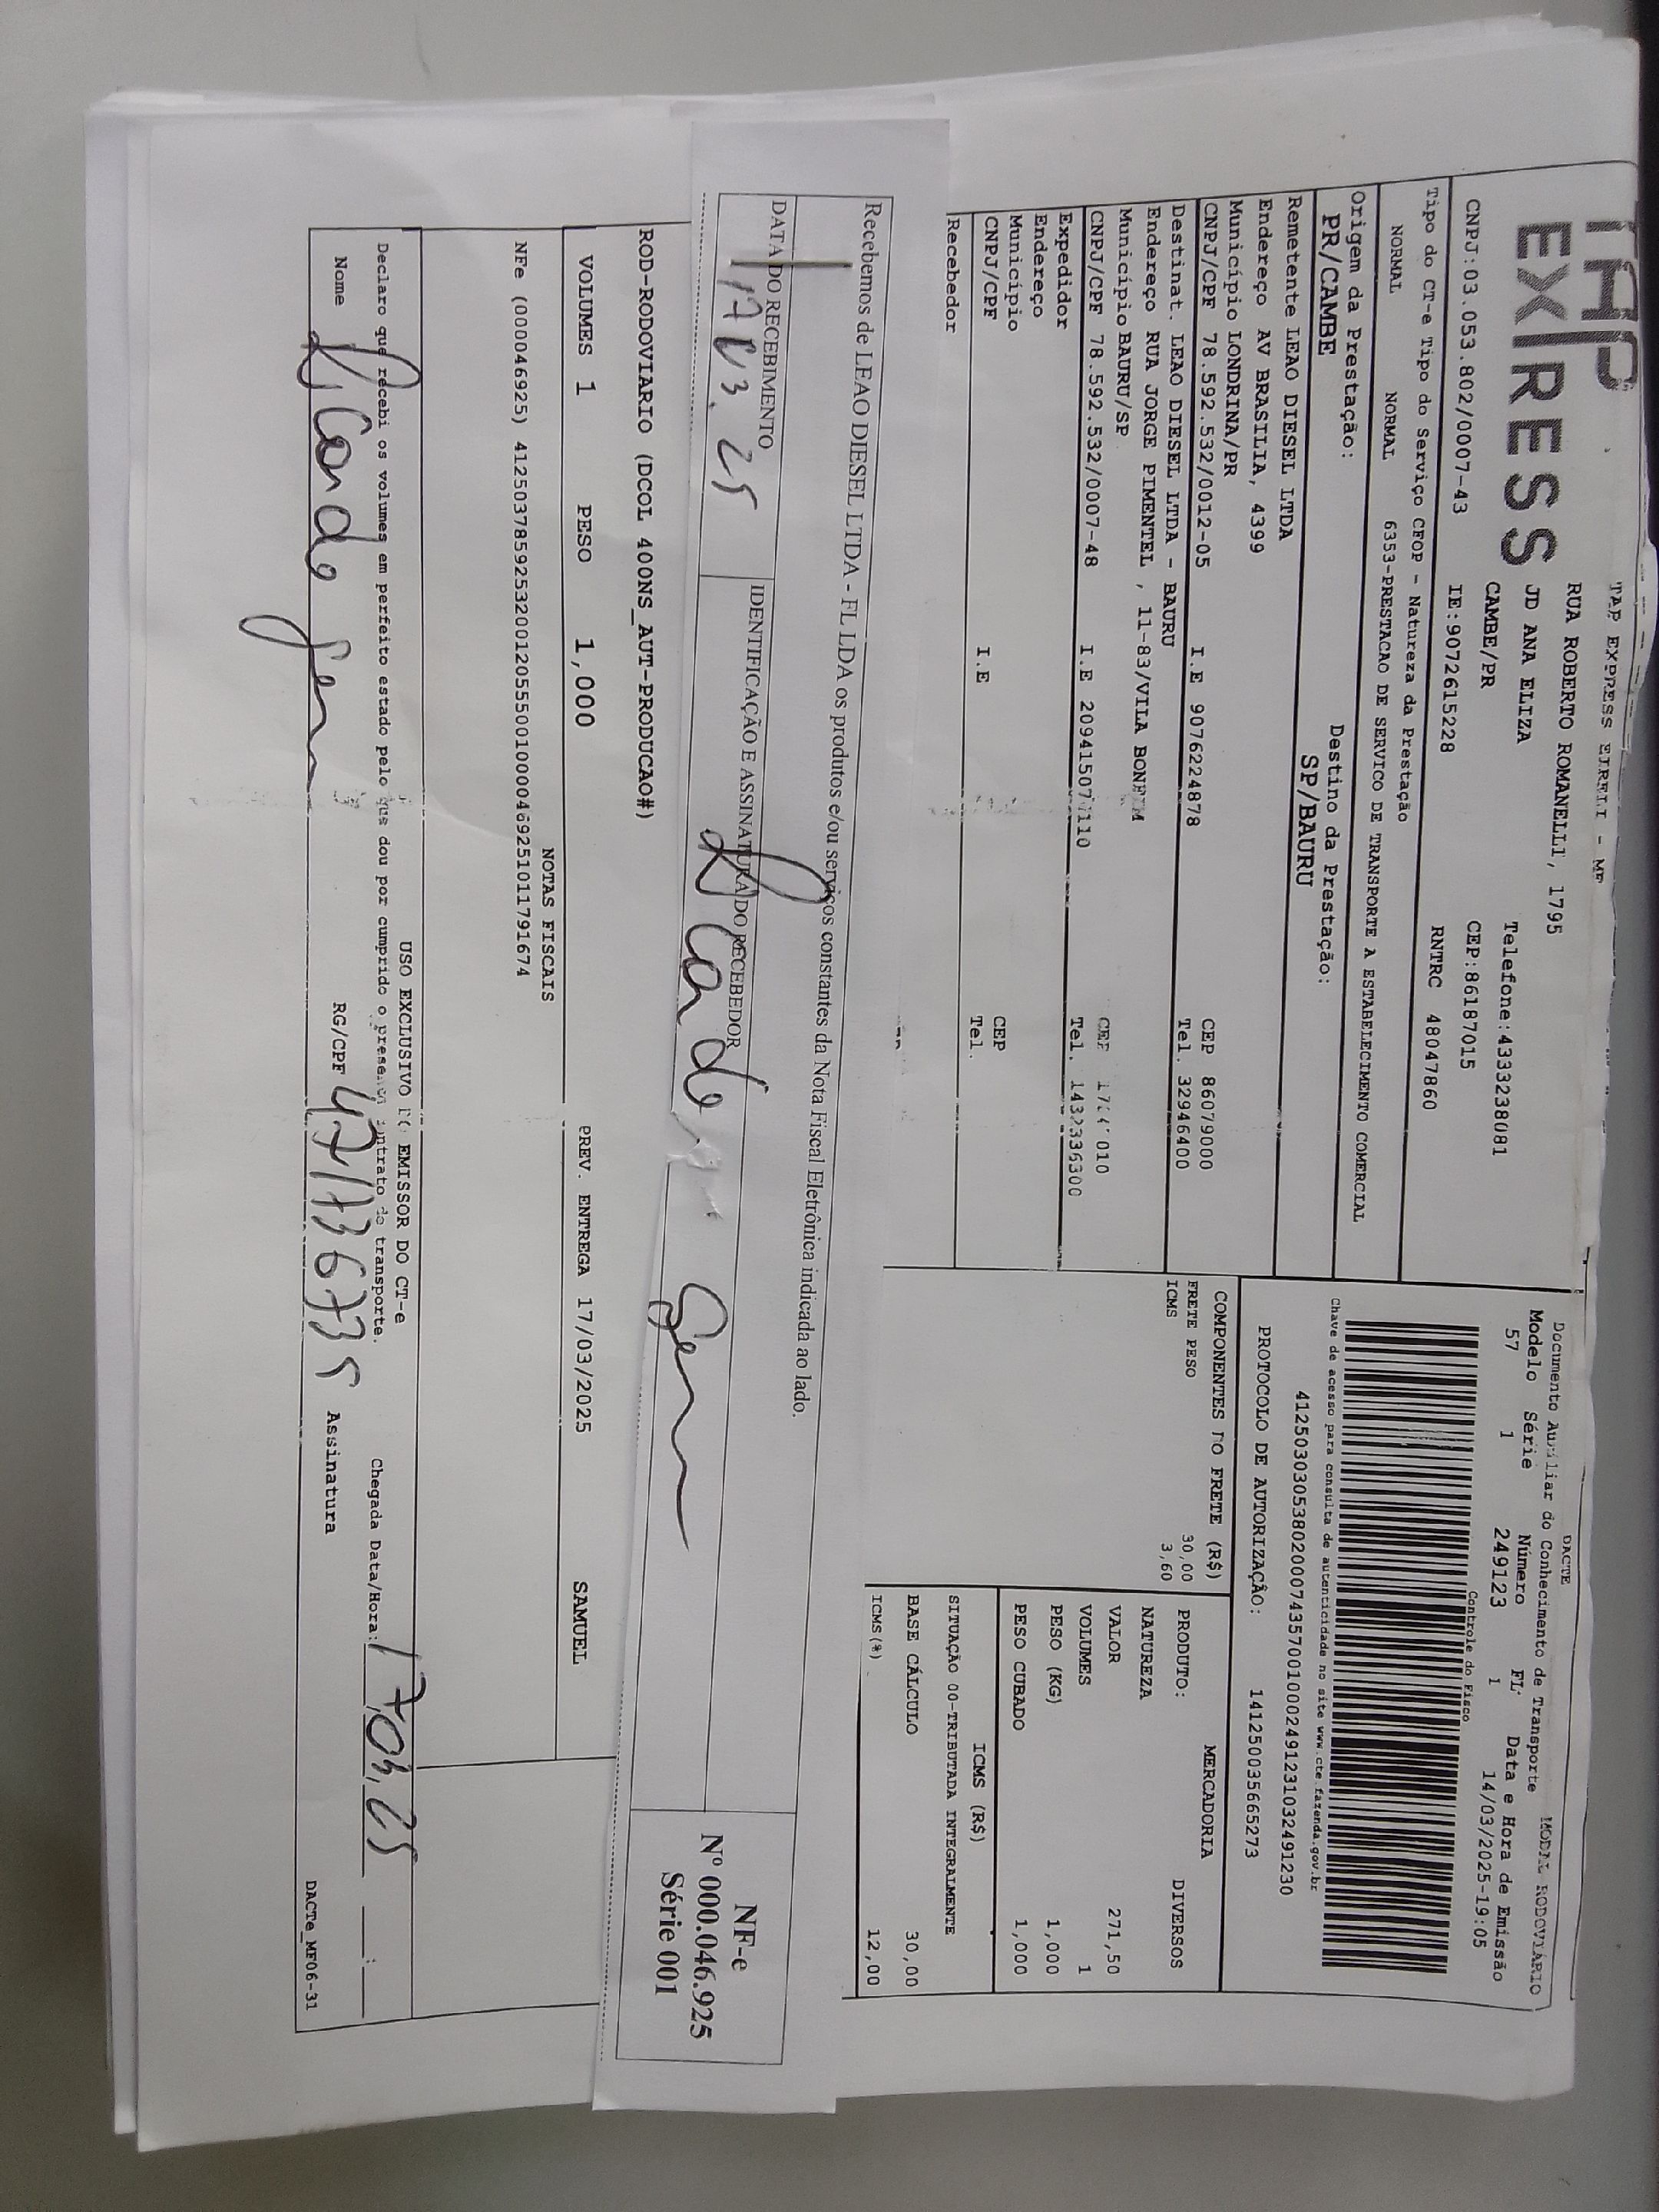 TAP EXPRESS
TAP EXPRESS EIRELI - ME
RUA ROBERTO ROMANELLI, 1795
JD ANA ELIZA
CAMBE/PR
Telefone:4333238081
CEP:86187015
CNPJ:03.053.802/0007-43 IE:9072615228 RNTRC 48047860
Tipo do CT-e Tipo do Serviço CFOP - Natureza da Prestação
NORMAL NORMAL 6353-PRESTACAO DE SERVICO DE TRANSPORTE A ESTABELECIMENTO COMERCIAL
Origem da Prestação: Destino da Prestação:
PR/CAMBE SP/BAURU
Remetente LEAO DIESEL LTDA
Endereço AV BRASILIA, 4399
Município LONDRINA/PR CEP 86079000
CNPJ/CPF 78.592.532/0012-05 I.E 9076224878 Tel. 32946400
Destinat. LEAO DIESEL LTDA - BAURU
Endereço RUA JORGE PIMENTEL , 11-83/VILA BONFIM
Município BAURU/SP CEP
CNPJ/CPF 78.592.532/0007-48 I.E Tel. 1432336300
Expedidor
Endereço
Município CEP
CNPJ/CPF I.E Tel.
Recebedor
DACTE MODAL RODOVIARIO
Documento Auxiliar do Conhecimento de Transporte
Modelo Série Número FL. Data e Hora de Emissão
57 1 249123 1 14/03/2025-19:05
Controle do Fisco
Chave de acesso para consulta de autenticidade no site www.cte.fazenda.gov.br
41250303053802000743570010002491231032491230
PROTOCOLO DE AUTORIZAÇÃO: 141250035665273
COMPONENTES DO FRETE (R$)
FRETE PESO 30,00
ICMS 3,60
MERCADORIA
PRODUTO: DIVERSOS
NATUREZA
VALOR 271,50
VOLUMES 1
PESO (KG) 1,000
PESO CUBADO 1,000
ICMS (R$)
SITUAÇÃO 00-TRIBUTADA INTEGRALMENTE
BASE CÁLCULO 30,00
ICMS(%) 12,00
Recebemos de LEAO DIESEL LTDA - FL LDA os produtos e/ou serviços constantes da Nota Fiscal Eletrônica indicada ao lado.
DATA DO RECEBIMENTO IDENTIFICAÇÃO E ASSINATURA DO RECEBEDOR
17 03. 25
NF-e
Nº 000.046.925
Série 001
ROD-RODOVIARIO (DCOL 400NS_AUT-PRODUCAO#)
VOLUMES 1 PESO 1,000 PREV. ENTREGA 17/03/2025 SAMUEL
NOTAS FISCAIS
NFe (000046925) 41250378592532001205550010000469251011791674
USO EXCLUSIVO DO EMISSOR DO CT-e
Declaro que recebi os volumes em perfeito estado pelo que dou por cumprido o presente contrato de transporte.
Chegada Data/Hora: 17 03, 25 :
Nome RG/CPF Assinatura
DACTe_MF06-31